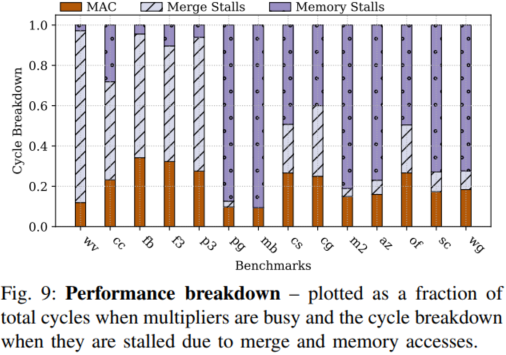 MAC Merge Stalls Memory Stalls
1.0
0.8
0.6
0.4
0.2
0.0
Cycle Breakdown
wv cc fb f3 p3 pg mb cs cg m2 az of sc wg
Benchmarks
Fig. 9: Performance breakdown – plotted as a fraction of
total cycles when multipliers are busy and the cycle breakdown
when they are stalled due to merge and memory accesses.